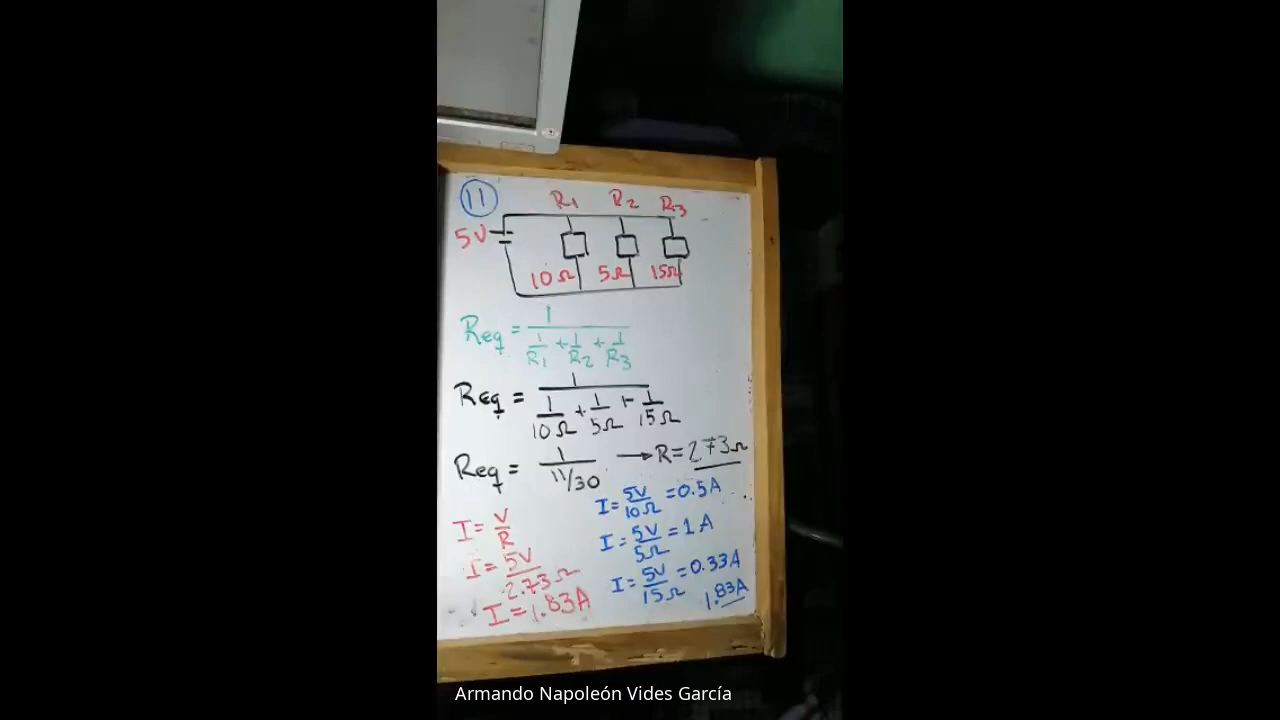 11
R1 R2 R3
5V
10Ω 5Ω 15Ω
Req = 1 / (1/R1 + 1/R2 + 1/R3)
Req = 1 / (1/10Ω + 1/5Ω + 1/15Ω)
Req = 1 / (11/30) → R = 2.73Ω
I = V/R
I = 5V/2.73Ω
I = 1.83A
I = 5V/10Ω = 0.5A
I = 5V/5Ω = 1A
I = 5V/15Ω = 0.33A
1.83A
Armando Napoleón Vides García